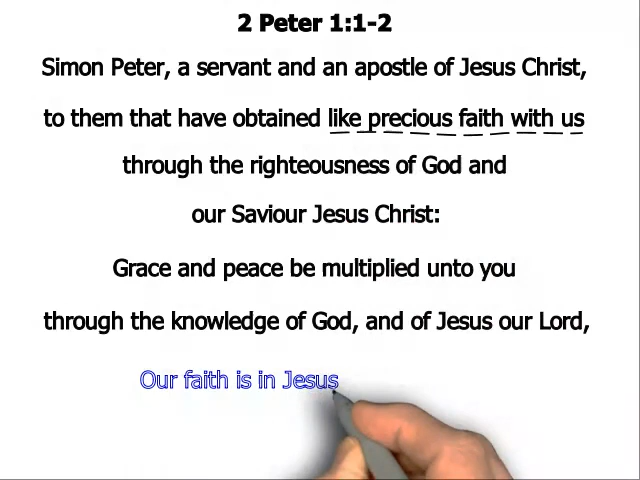 2 Peter 1:1-2
Simon Peter, a servant and an apostle of Jesus Christ,
to them that have obtained like precious faith with us
through the righteousness of God and
our Saviour Jesus Christ:
Grace and peace be multiplied unto you
through the knowledge of God, and of Jesus our Lord,
Our faith is in Jesus